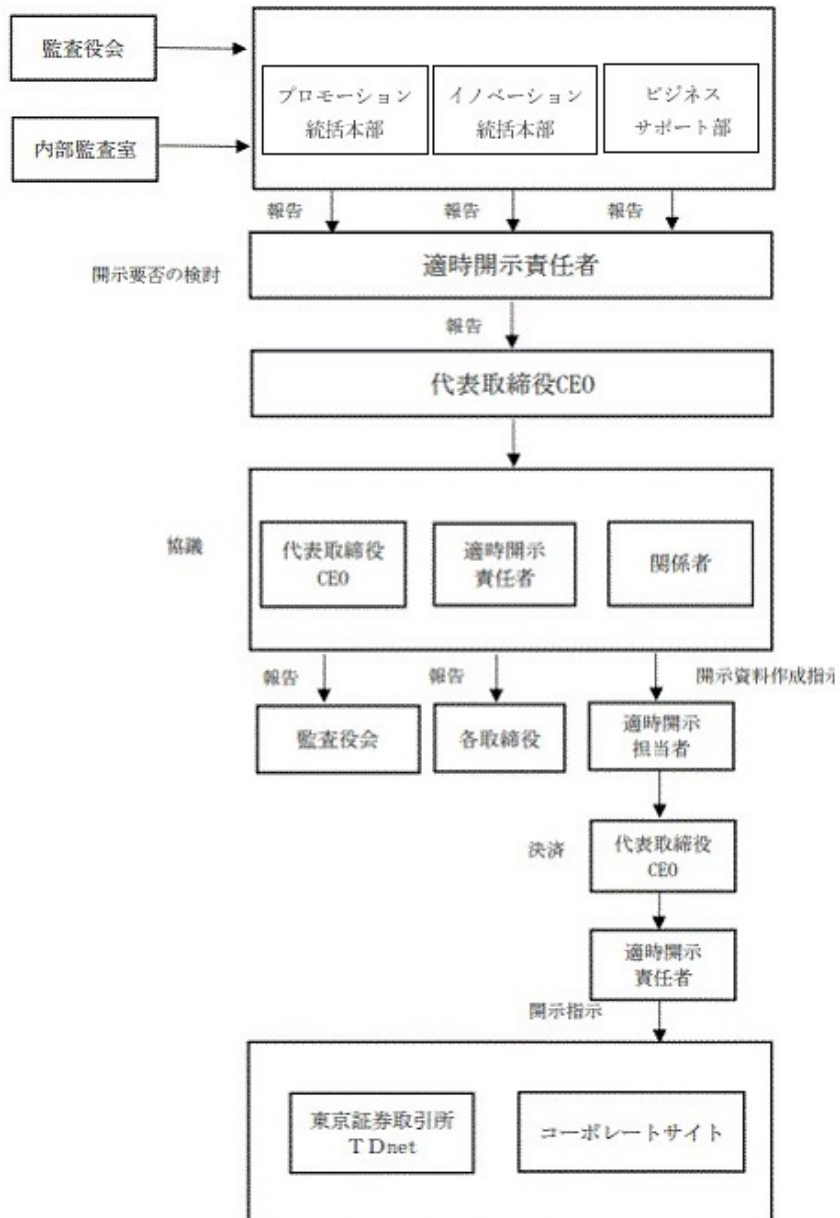 監査役会
プロモーション
統括本部
イノベーション
統括本部
ビジネス
サポート部
内部監査室
報告
報告
報告
開示要否の検討
適時開示責任者
報告
代表取締役CEO
協議
代表取締役
CEO
適時開示
責任者
関係者
報告
報告
開示資料作成指示
監査役会
各取締役
適時開示
担当者
決済
代表取締役
CEO
適時開示
責任者
開示指示
東京証券取引所
ＴＤnet
コーポレートサイト